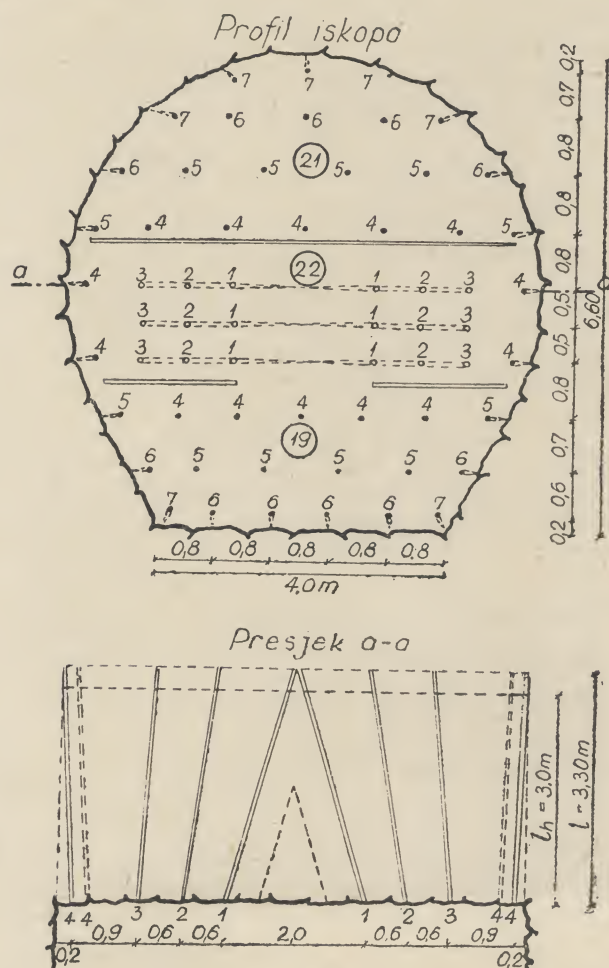 Profil iskopa
7 7 7
7 6 6 6 7
6 5 5 21 5 5 6
5 4 4 4 4 4 5
22
a 4 3 2 1 1 2 3 4 a
3 2 1 1 2 3
4 3 2 1 1 2 3 4
5 4 4 4 4 4 5
19
6 5 5 5 5 6
7 6 6 6 6 7
0,8 0,8 0,8 0,8 0,8
4,0m
0,2 0,7 0,8 0,8 0,8 0,5 0,5 0,8 0,7 0,6 0,2
6,60
Presjek a-a
lh = 3,0m
l = 3,30m
4 4 3 2 1 1 2 3 4 4
0,9 0,6 0,6 2,0 0,6 0,6 0,9
0,2 0,2